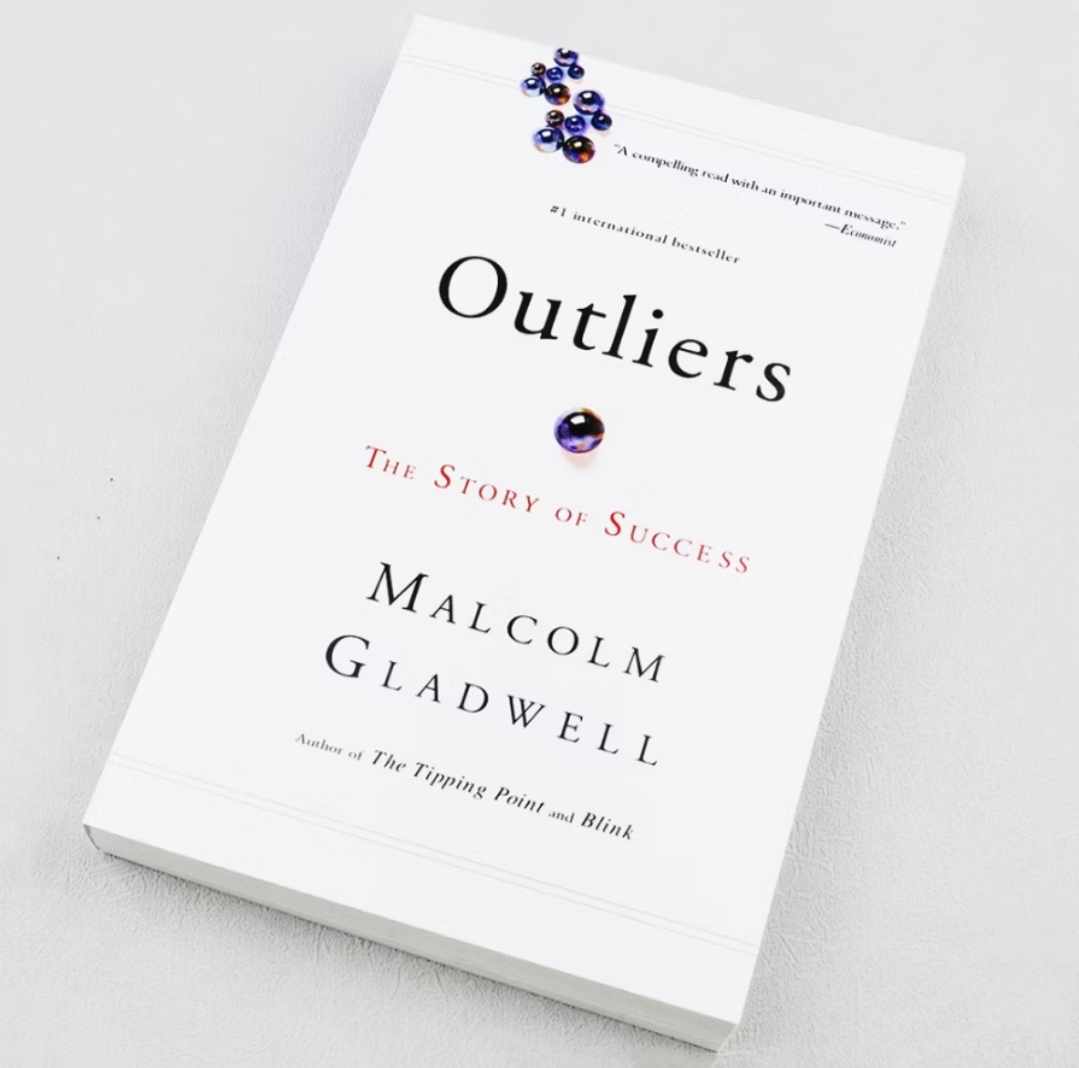 "A compelling read with an important message."
—Economist
#1 international bestseller
Outliers
The Story of Success
Malcolm
Gladwell
Author of The Tipping Point and Blink